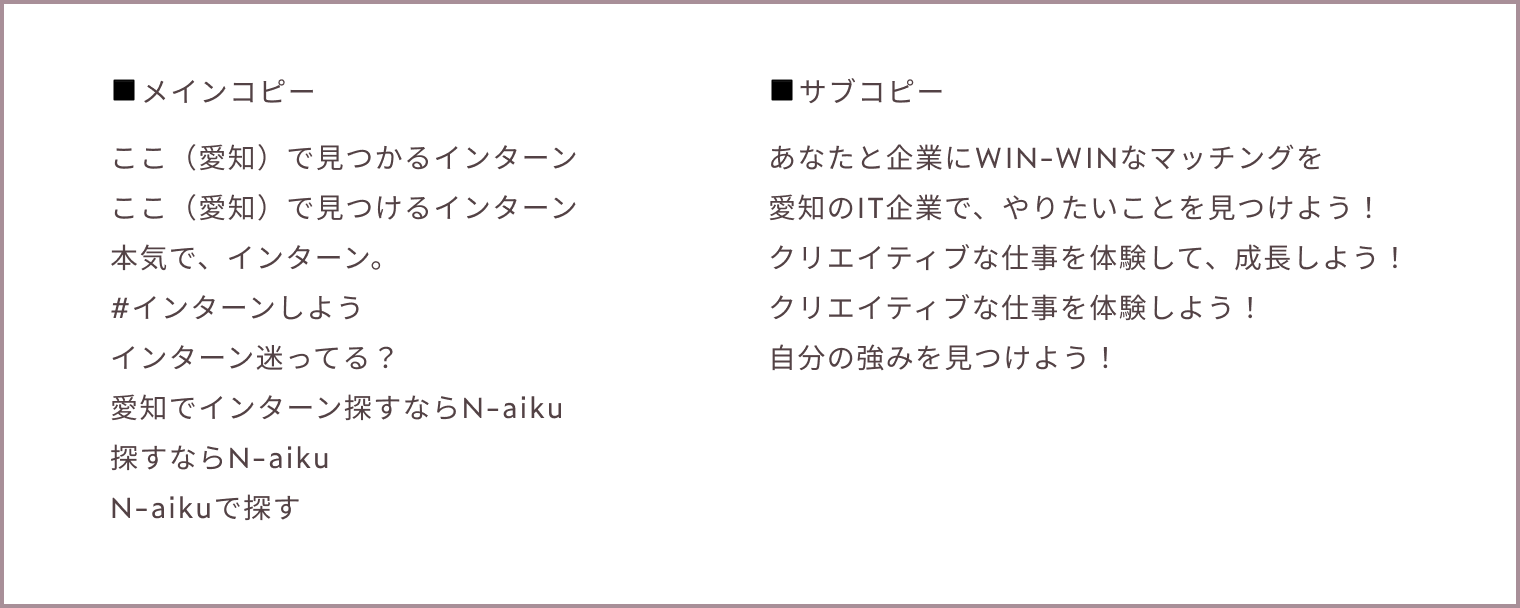 ■メインコピー
ここ（愛知）で見つかるインターン
ここ（愛知）で見つけるインターン
本気で、インターン。
#インターンしよう
インターン迷ってる？
愛知でインターン探すならN-aiku
探すならN-aiku
N-aikuで探す
■サブコピー
あなたと企業にWIN-WINなマッチングを
愛知のIT企業で、やりたいことを見つけよう！
クリエイティブな仕事を体験して、成長しよう！
クリエイティブな仕事を体験しよう！
自分の強みを見つけよう！